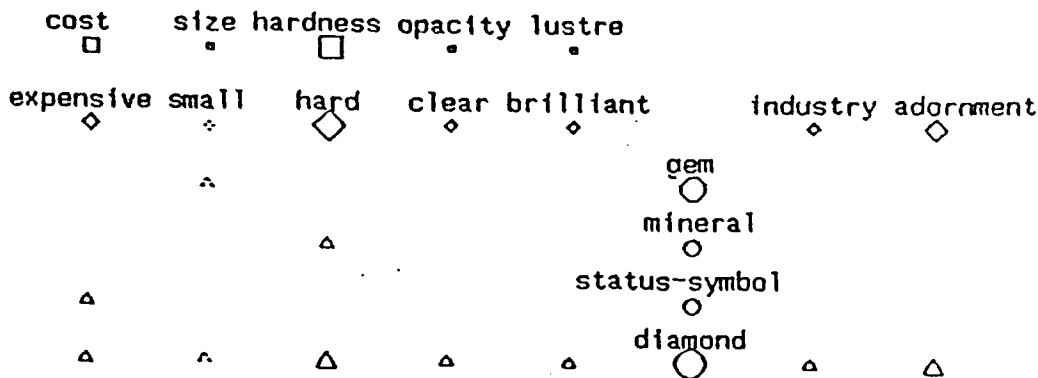 cost size hardness opacity lustre
expensive small hard clear brilliant industry adornment
gem
mineral
status-symbol
diamond